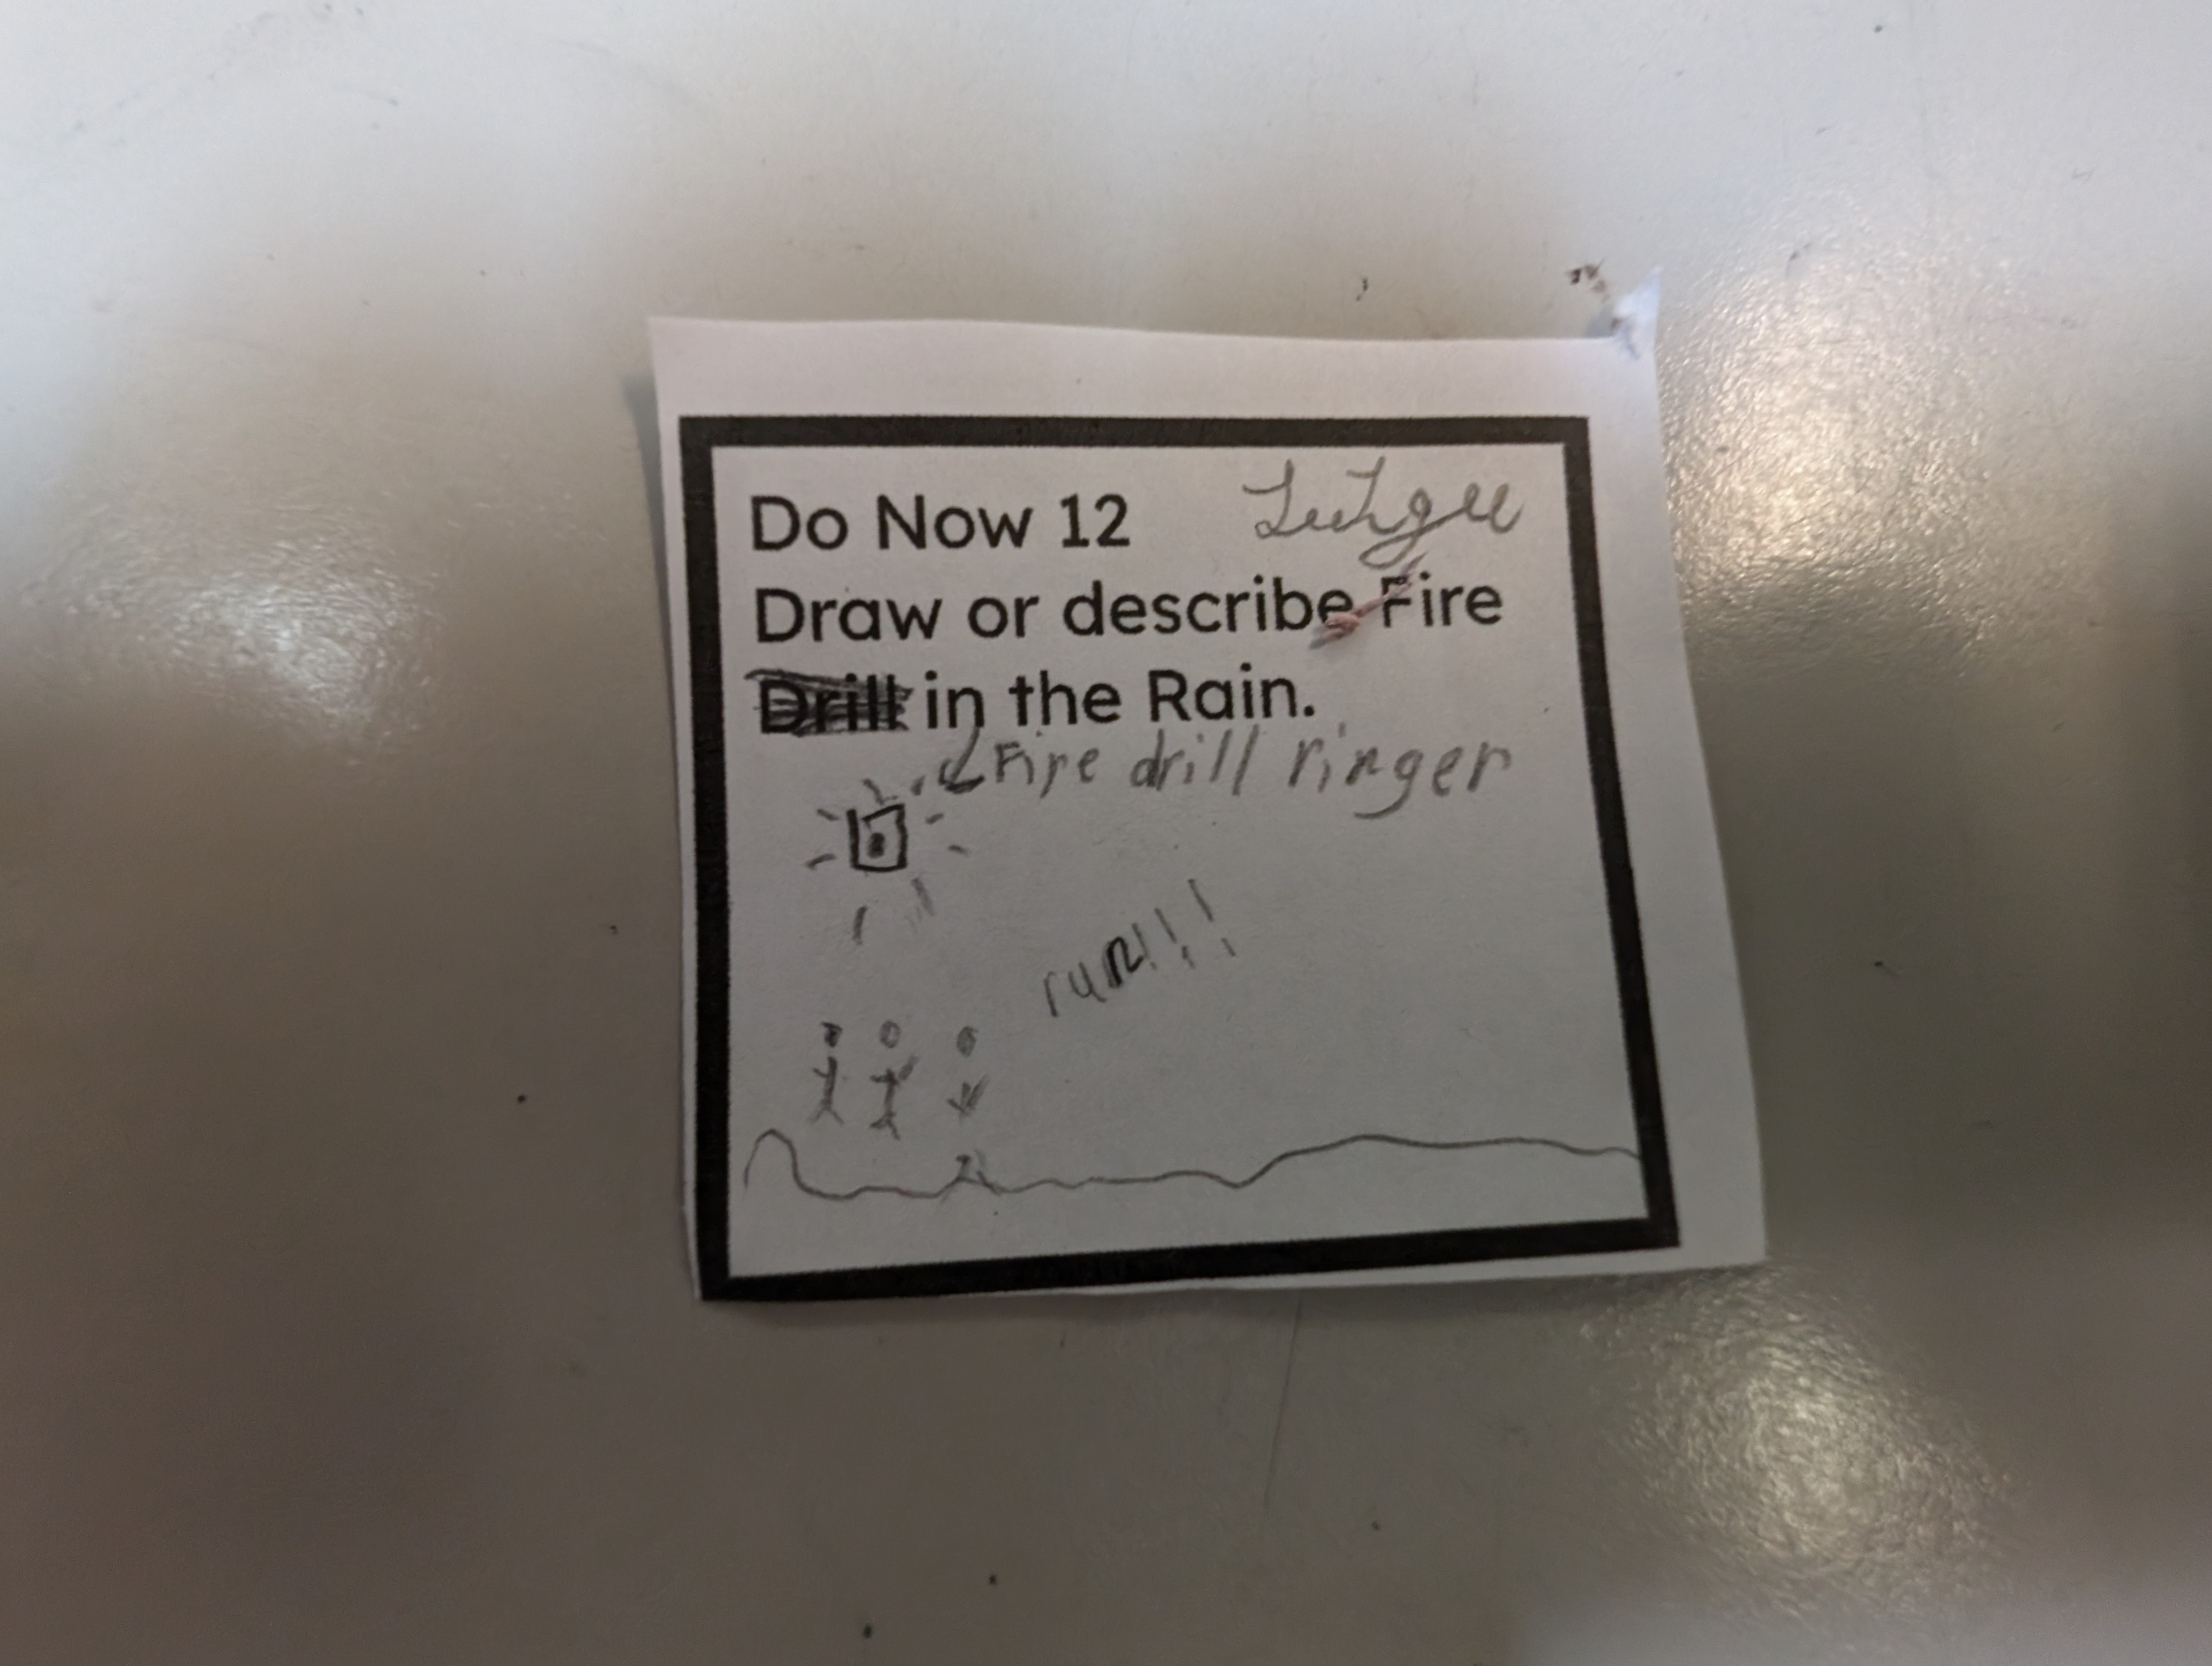 Do Now 12
Draw or describe Fire
Drill in the Rain.
Fire drill ringer
run!!!